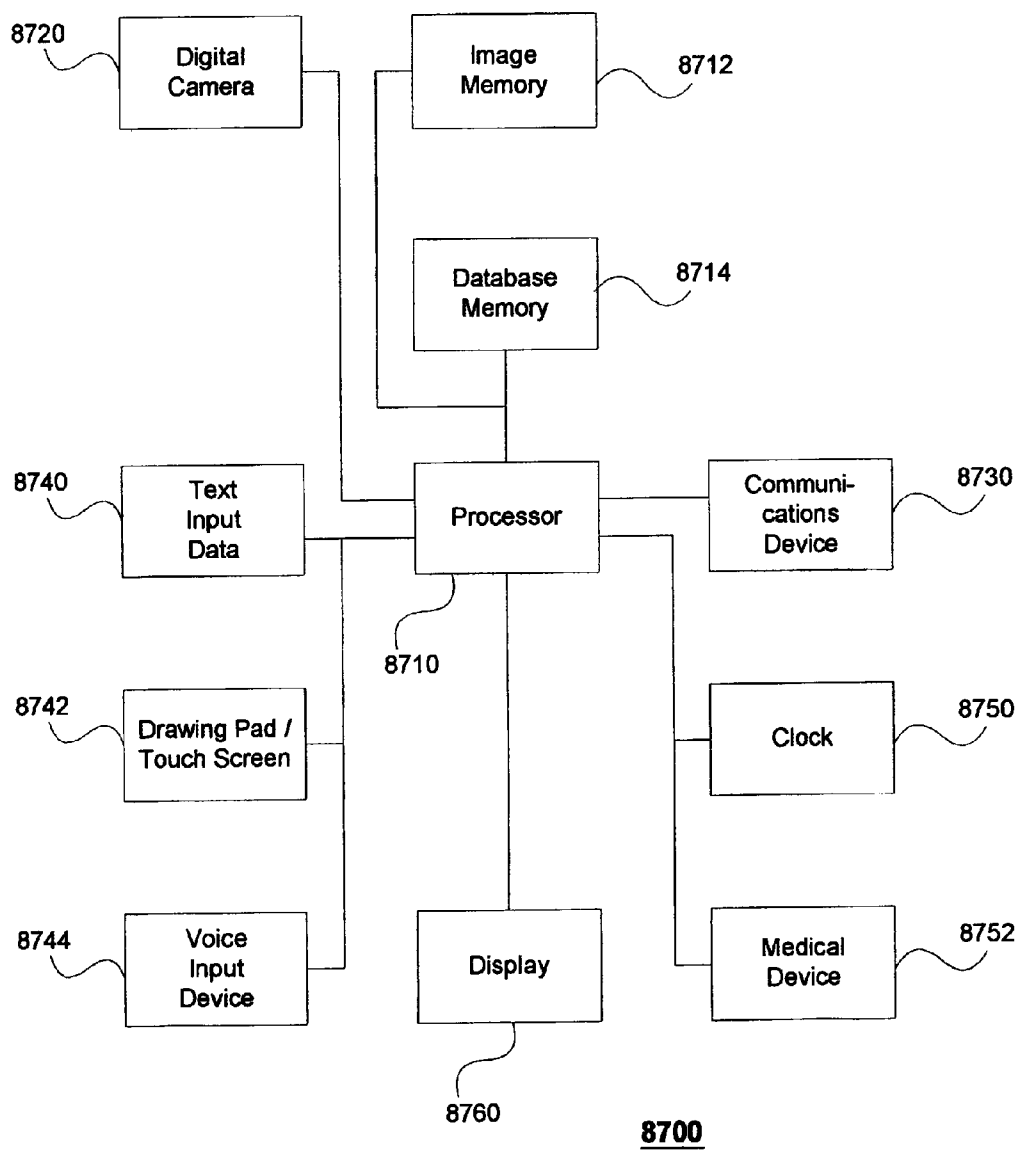 8720
Digital
Camera
Image
Memory
8712
Database
Memory
8714
8740
Text
Input
Data
Processor
8710
Communi-
cations
Device
8730
8742
Drawing Pad /
Touch Screen
Clock
8750
8744
Voice
Input
Device
Display
8760
Medical
Device
8752
8700